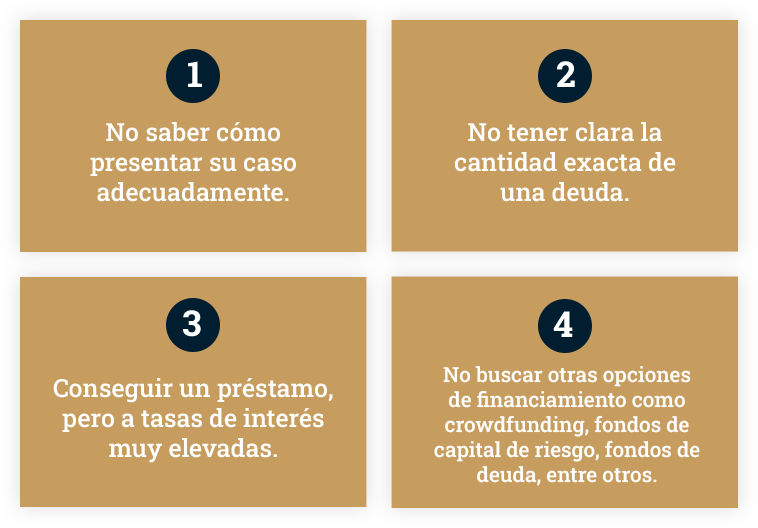 1
No saber cómo
presentar su caso
adecuadamente.
2
No tener clara la
cantidad exacta de
una deuda.
3
Conseguir un préstamo,
pero a tasas de interés
muy elevadas.
4
No buscar otras opciones
de financiamiento como
crowdfunding, fondos de
capital de riesgo, fondos de
deuda, entre otros.